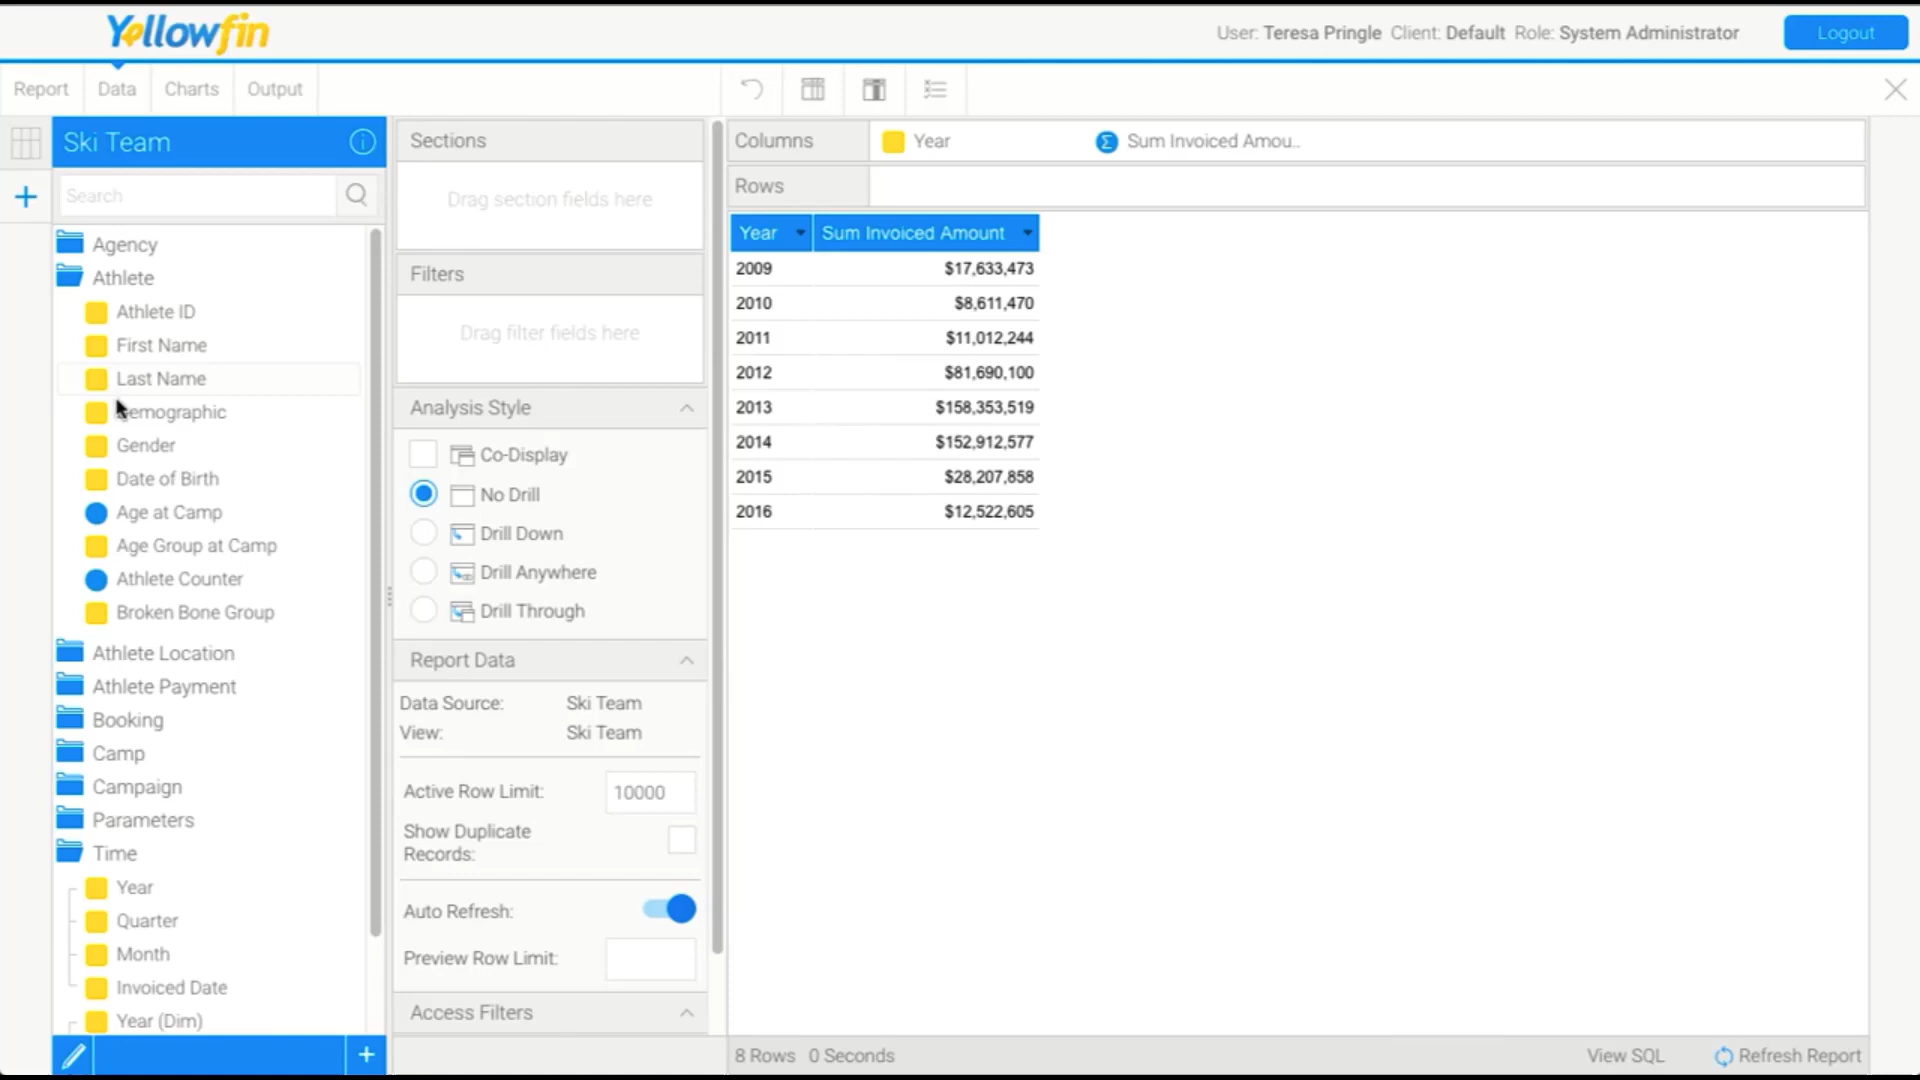 Yellowfin
User: Teresa Pringle Client: Default Role: System Administrator
Logout
Report
Data
Charts
Output
Ski Team
Search
Agency
Athlete
Athlete ID
First Name
Last Name
emographic
Gender
Date of Birth
Age at Camp
Age Group at Camp
Athlete Counter
Broken Bone Group
Athlete Location
Athlete Payment
Booking
Camp
Campaign
Parameters
Time
Year
Quarter
Month
Invoiced Date
Year (Dim)
Sections
Drag section fields here
Filters
Drag filter fields here
Analysis Style
Co-Display
No Drill
Drill Down
Drill Anywhere
Drill Through
Report Data
Data Source: Ski Team
View: Ski Team
Active Row Limit: 10000
Show Duplicate
Records:
Auto Refresh:
Preview Row Limit:
Access Filters
Columns Year Sum Invoiced Amou..
Rows
Year Sum Invoiced Amount
2009 $17,633,473
2010 $8,611,470
2011 $11,012,244
2012 $81,690,100
2013 $158,353,519
2014 $152,912,577
2015 $28,207,858
2016 $12,522,605
8 Rows 0 Seconds
View SQL
Refresh Report